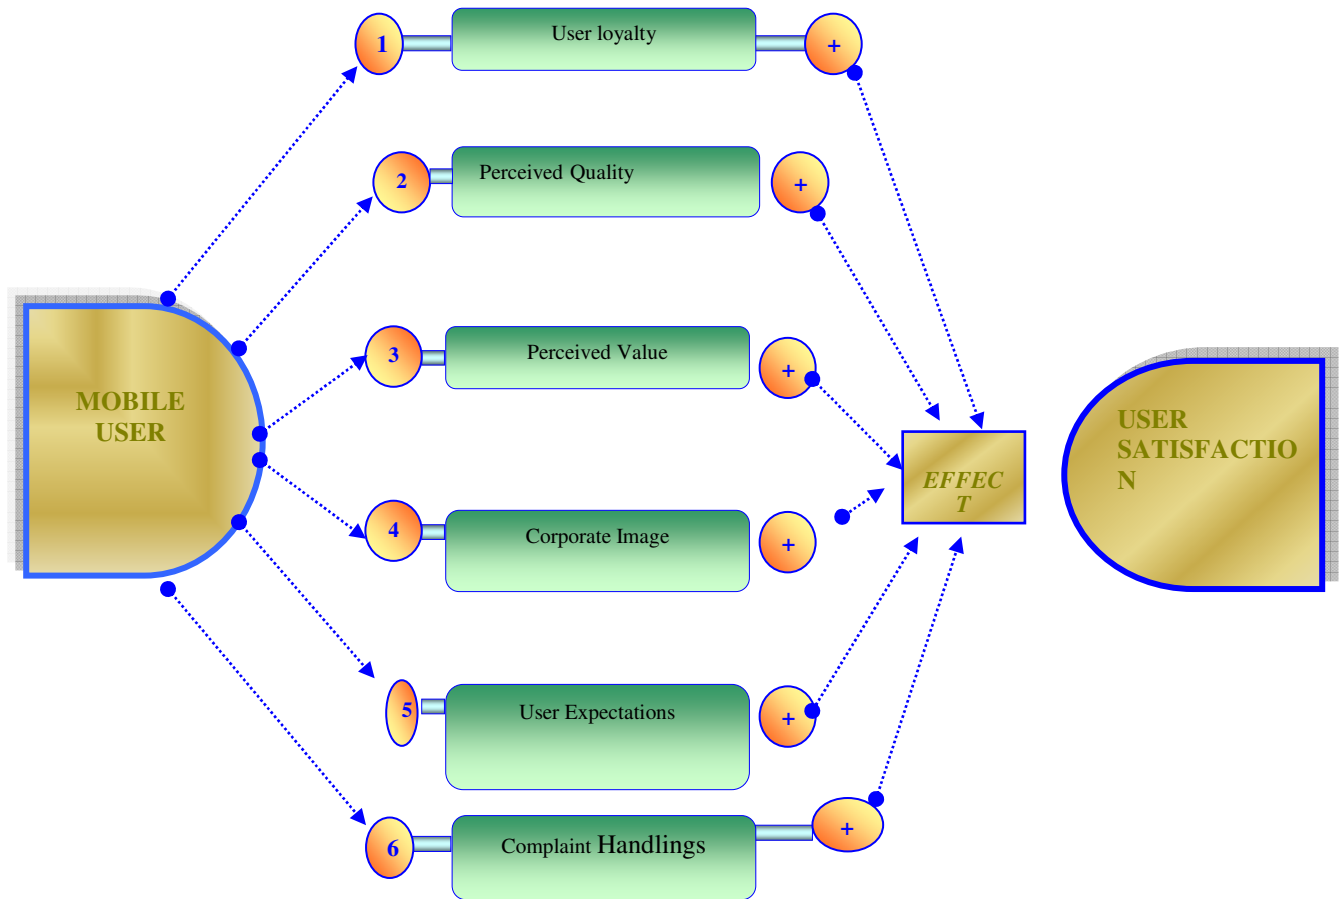 1
User loyalty
+
2
Perceived Quality
+
3
Perceived Value
+
MOBILE
USER
4
Corporate Image
+
5
User Expectations
+
6
Complaint Handlings
+
EFFEC
T
USER
SATISFACTIO
N